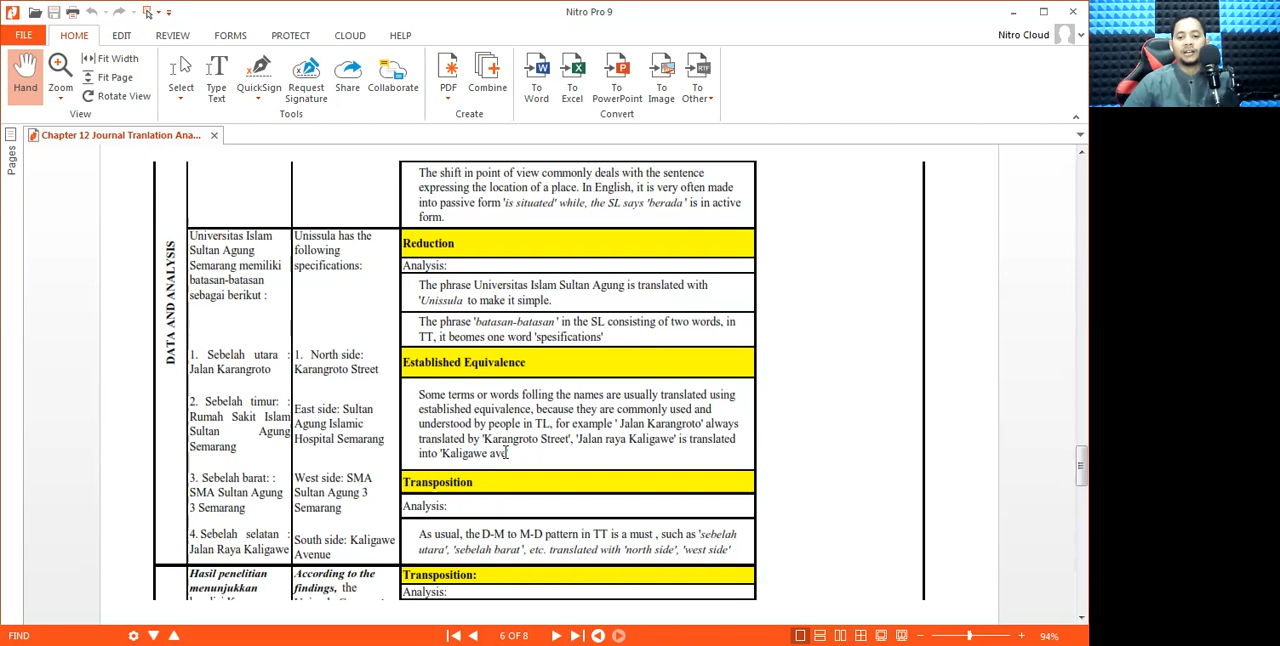 Nitro Pro 9
FILE
HOME
EDIT
REVIEW
FORMS
PROTECT
CLOUD
HELP
Nitro Cloud
Hand
Zoom
Fit Width
Fit Page
Rotate View
View
Select
Type
Text
QuickSign
Request
Signature
Share
Collaborate
Tools
PDF
Combine
Create
To
Word
To
Excel
To
PowerPoint
To
Image
To
Other
Convert
Pages
Chapter 12 Journal Tranlation Ana...
DATA AND ANALYSIS
The shift in point of view commonly deals with the sentence
expressing the location of a place. In English, it is very often made
into passive form 'is situated' while, the SL says 'berada ' is in active
form.
Universitas Islam
Sultan Agung
Semarang memiliki
batasan-batasan
sebagai berikut :
Unissula has the
following
specifications:
Reduction
Analysis:
The phrase Universitas Islam Sultan Agung is translated with
'Unissula to make it simple.
The phrase 'batasan-batasan ' in the SL consisting of two words, in
TT, it beomes one word 'spesifications'
1. Sebelah utara :
Jalan Karangroto
1. North side:
Karangroto Street
Established Equivalence
2. Sebelah timur: :
Rumah Sakit Islam
Sultan Agung
Semarang
East side: Sultan
Agung Islamic
Hospital Semarang
Some terms or words folling the names are usually translated using
established equivalence, because they are commonly used and
understood by people in TL, for example ' Jalan Karangroto' always
translated by 'Karangroto Street', 'Jalan raya Kaligawe' is translated
into 'Kaligawe ave
3. Sebelah barat: :
SMA Sultan Agung
3 Semarang
West side: SMA
Sultan Agung 3
Semarang
Transposition
Analysis:
4. Sebelah selatan :
Jalan Raya Kaligawe
South side: Kaligawe
Avenue
As usual, the D-M to M-D pattern in TT is a must , such as 'sebelah
utara', 'sebelah barat', etc. translated with 'north side', 'west side'
Hasil penelitian
menunjukkan
According to the
findings, the
Transposition:
Analysis:
FIND
6 OF 8
94%